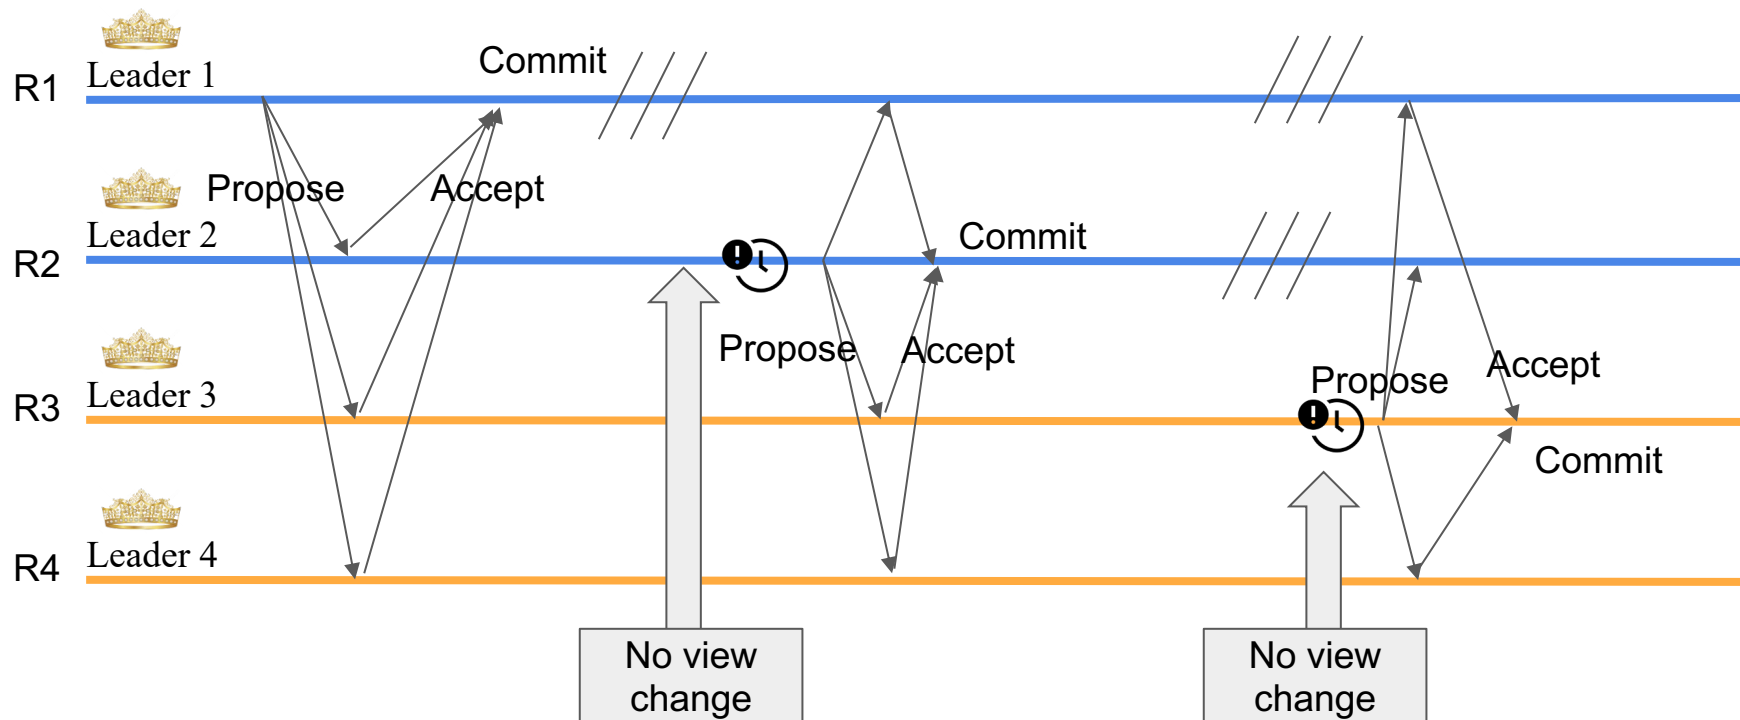 R1
Leader 1
Commit
Propose
Accept
R2
Leader 2
Commit
Propose
Accept
R3
Leader 3
Propose
Accept
Commit
R4
Leader 4
No view
change
No view
change